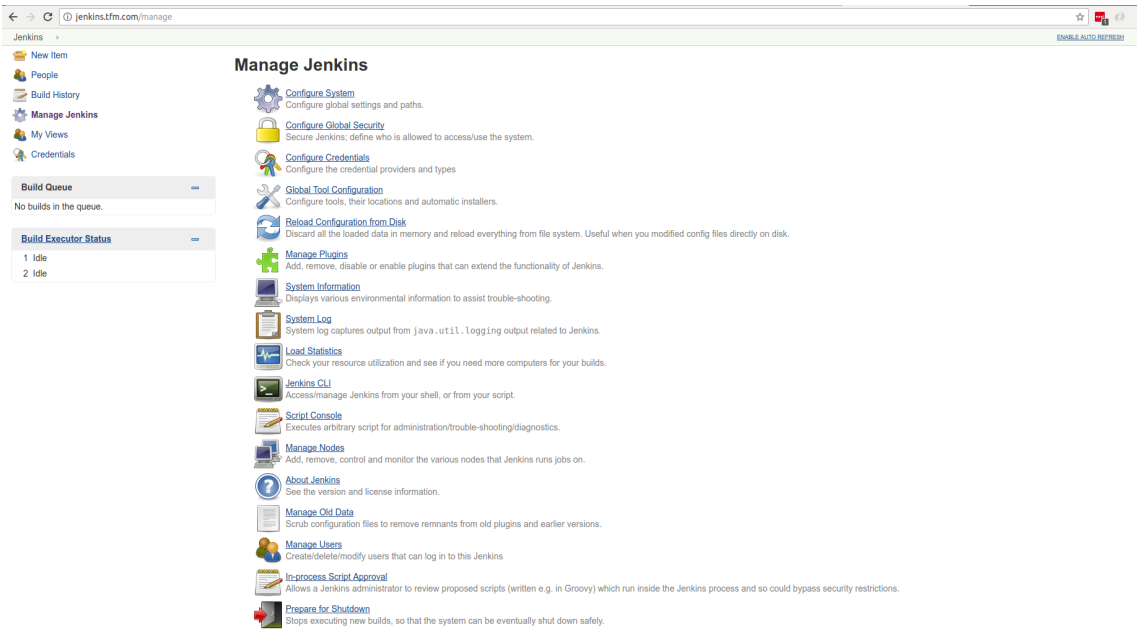 jenkins.tfm.com/manage
Jenkins
ENABLE AUTO REFRESH
New Item
People
Build History
Manage Jenkins
My Views
Credentials
Build Queue
No builds in the queue.
Build Executor Status
1 Idle
2 Idle
Manage Jenkins
Configure System
Configure global settings and paths.
Configure Global Security
Secure Jenkins; define who is allowed to access/use the system.
Configure Credentials
Configure the credential providers and types
Global Tool Configuration
Configure tools, their locations and automatic installers.
Reload Configuration from Disk
Discard all the loaded data in memory and reload everything from file system. Useful when you modified config files directly on disk.
Manage Plugins
Add, remove, disable or enable plugins that can extend the functionality of Jenkins.
System Information
Displays various environmental information to assist trouble-shooting.
System Log
System log captures output from java.util.logging output related to Jenkins.
Load Statistics
Check your resource utilization and see if you need more computers for your builds.
Jenkins CLI
Access/manage Jenkins from your shell, or from your script.
Script Console
Executes arbitrary script for administration/trouble-shooting/diagnostics.
Manage Nodes
Add, remove, control and monitor the various nodes that Jenkins runs jobs on.
About Jenkins
See the version and license information.
Manage Old Data
Scrub configuration files to remove remnants from old plugins and earlier versions.
Manage Users
Create/delete/modify users that can log in to this Jenkins
In-process Script Approval
Allows a Jenkins administrator to review proposed scripts (written e.g. in Groovy) which run inside the Jenkins process and so could bypass security restrictions.
Prepare for Shutdown
Stops executing new builds, so that the system can be eventually shut down safely.